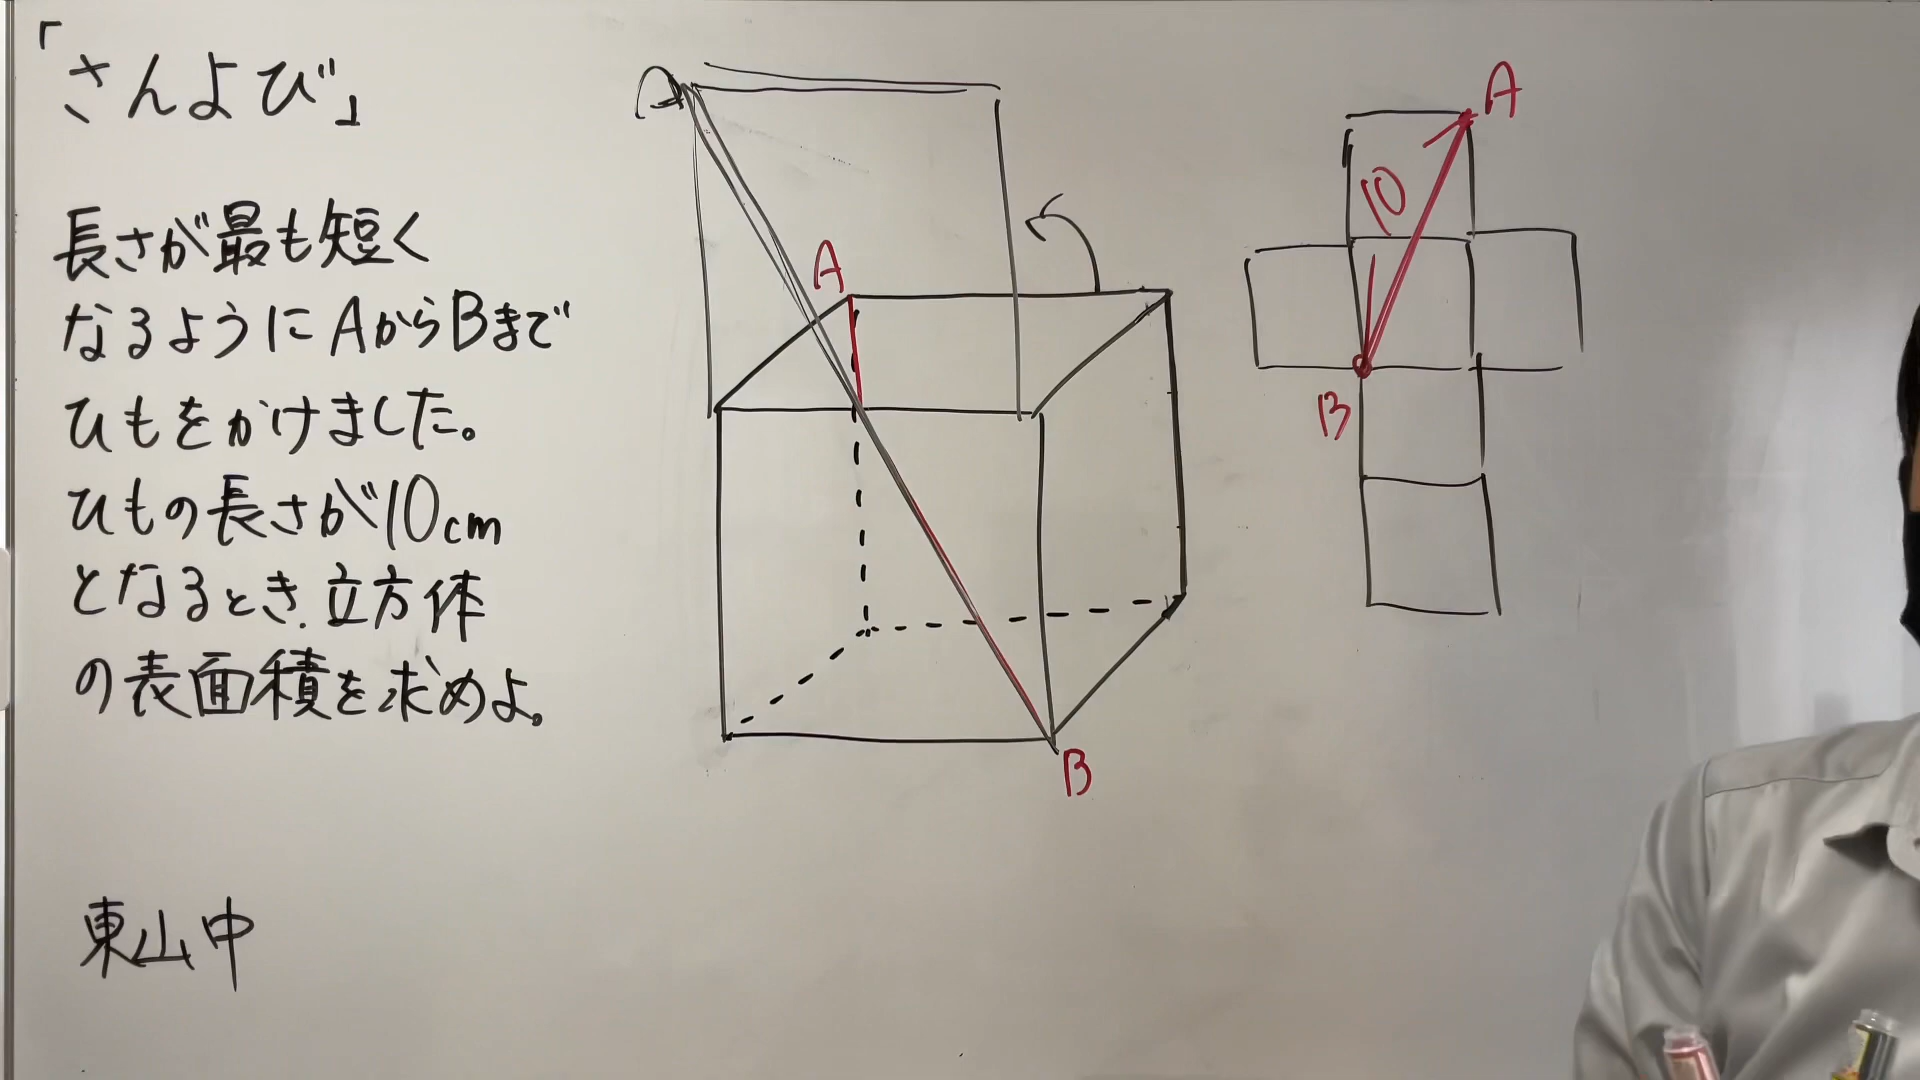 「さんよび」
長さが最も短く
なるようにAからBまで
ひもをかけました。
ひもの長さが10cm
となるとき.立方体
の表面積を求めよ。
東山中
A
A
B
A
10
B